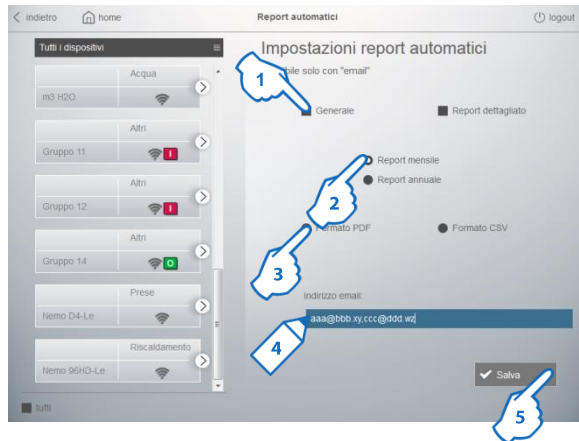 indietro
home
Report automatici
logout
Tutti i dispositivi
Acqua
m3 H2O
Altri
Gruppo 11
I
Altri
Gruppo 12
I
Altri
Gruppo 14
O
Prese
Nemo D4-Le
Riscaldamento
Nemo 96HD-Le
tutti
Impostazioni report automatici
solo con "email"
1
Generale
Report dettagliato
Report mensile
Report annuale
2
Formato PDF
Formato CSV
3
Indirizzo email:
aaa@bbb.xy,ccc@ddd.wz
4
Salva
5